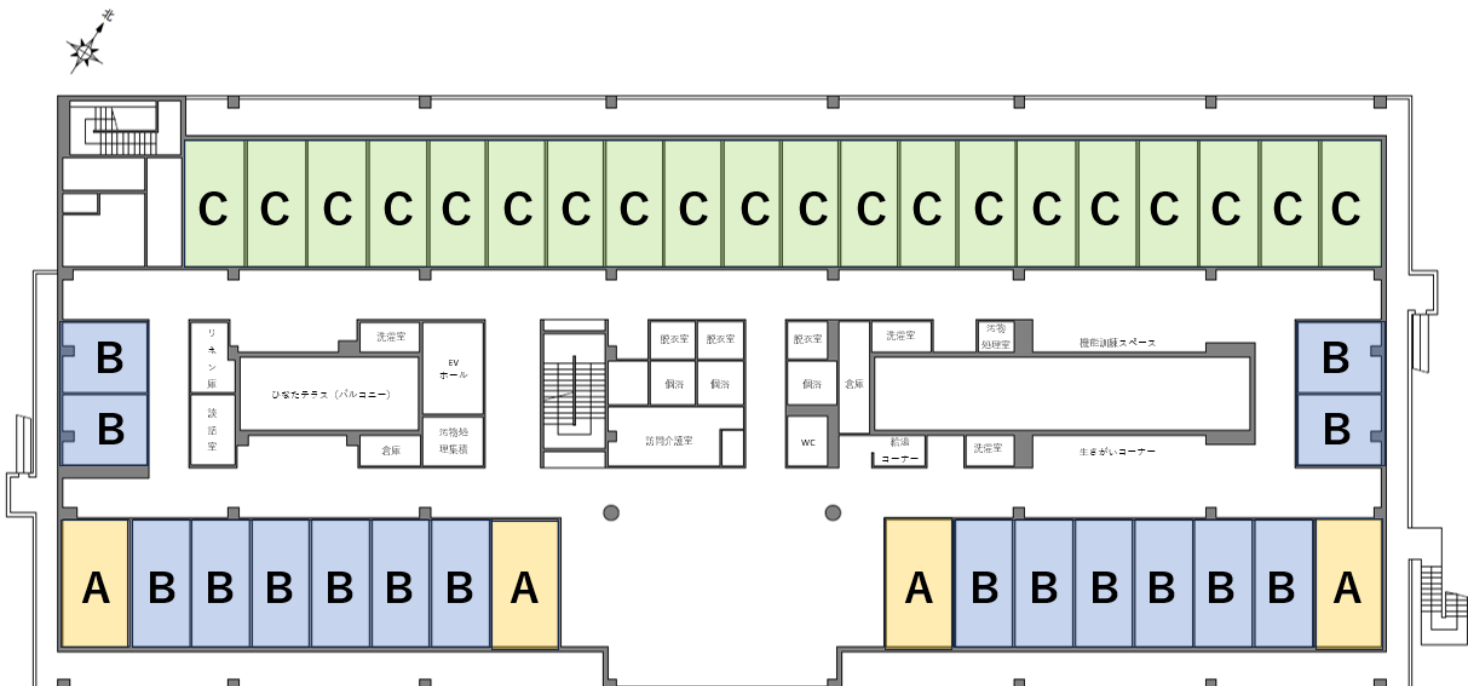 北
C C C C C C C C C C C C C C C C C C C C
B
B
リネン庫
談話室
洗濯室
EV
ホール
ひなたテラス (バルコニー)
倉庫
汚物処
理集積
脱衣室 脱衣室
個浴 個浴
訪問介護室
脱衣室
個浴
WC
倉庫
洗濯室
汚物
処理室
機能訓練スペース
給湯
コーナー
洗濯室
生きがいコーナー
B
B
A B B B B B B A
A B B B B B B A